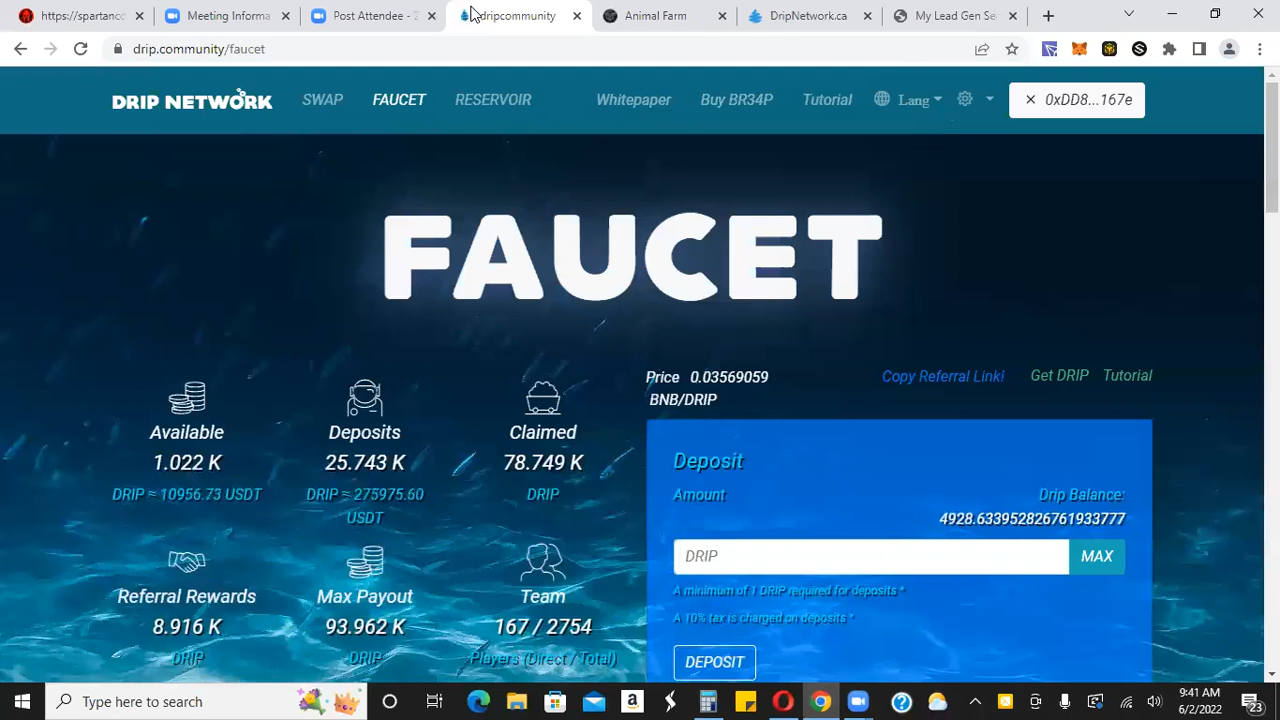 https://spartanco
Meeting Informa
Post Attendee - 2
dripcommunity
Animal Farm
DripNetwork.ca
My Lead Gen Se
drip.community/faucet
DRIP NETWORK
SWAP
FAUCET
RESERVOIR
Whitepaper
Buy BR34P
Tutorial
Lang
0xDD8...167e
FAUCET
Price 0.03569059
BNB/DRIP
Copy Referral Link!
Get DRIP
Tutorial
Available
1.022 K
DRIP ≈ 10956.73 USDT
Deposits
25.743 K
DRIP ≈ 275975.60
USDT
Claimed
78.749 K
DRIP
Deposit
Amount
Drip Balance:
4928.633952826761933777
DRIP
MAX
A minimum of 1 DRIP required for deposits *
A 10% tax is charged on deposits *
DEPOSIT
Referral Rewards
8.916 K
DRIP
Max Payout
93.962 K
DRIP
Team
167 / 2754
Players (Direct / Total)
Type here to search
9:41 AM
6/2/2022
23